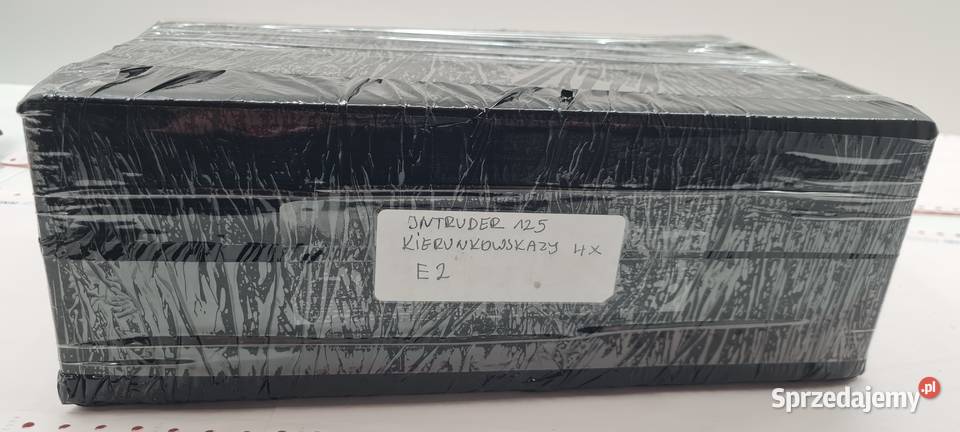 INTRUDER 125
KIERUNKOWSKAZY 4X
E2
Sprzedajemy.pl